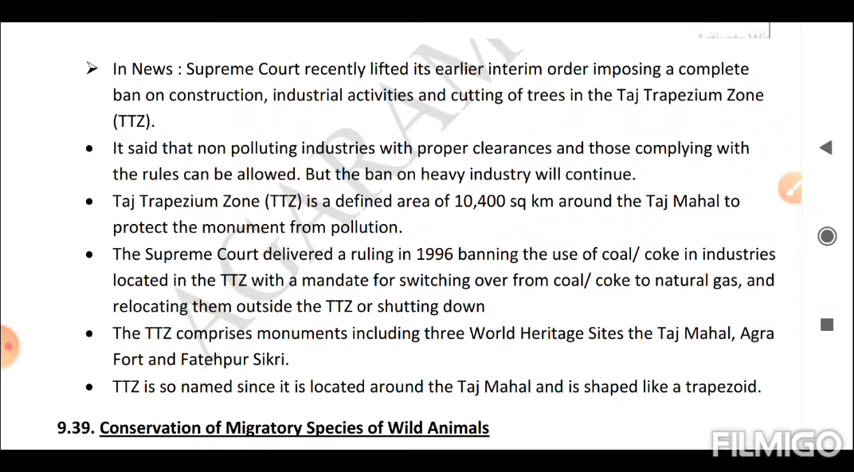 ➢ In News : Supreme Court recently lifted its earlier interim order imposing a complete
ban on construction, industrial activities and cutting of trees in the Taj Trapezium Zone
(TTZ).
• It said that non polluting industries with proper clearances and those complying with
the rules can be allowed. But the ban on heavy industry will continue.
• Taj Trapezium Zone (TTZ) is a defined area of 10,400 sq km around the Taj Mahal to
protect the monument from pollution.
• The Supreme Court delivered a ruling in 1996 banning the use of coal/ coke in industries
located in the TTZ with a mandate for switching over from coal/ coke to natural gas, and
relocating them outside the TTZ or shutting down
• The TTZ comprises monuments including three World Heritage Sites the Taj Mahal, Agra
Fort and Fatehpur Sikri.
• TTZ is so named since it is located around the Taj Mahal and is shaped like a trapezoid.
9.39. Conservation of Migratory Species of Wild Animals
AGARAM
FILMIGO